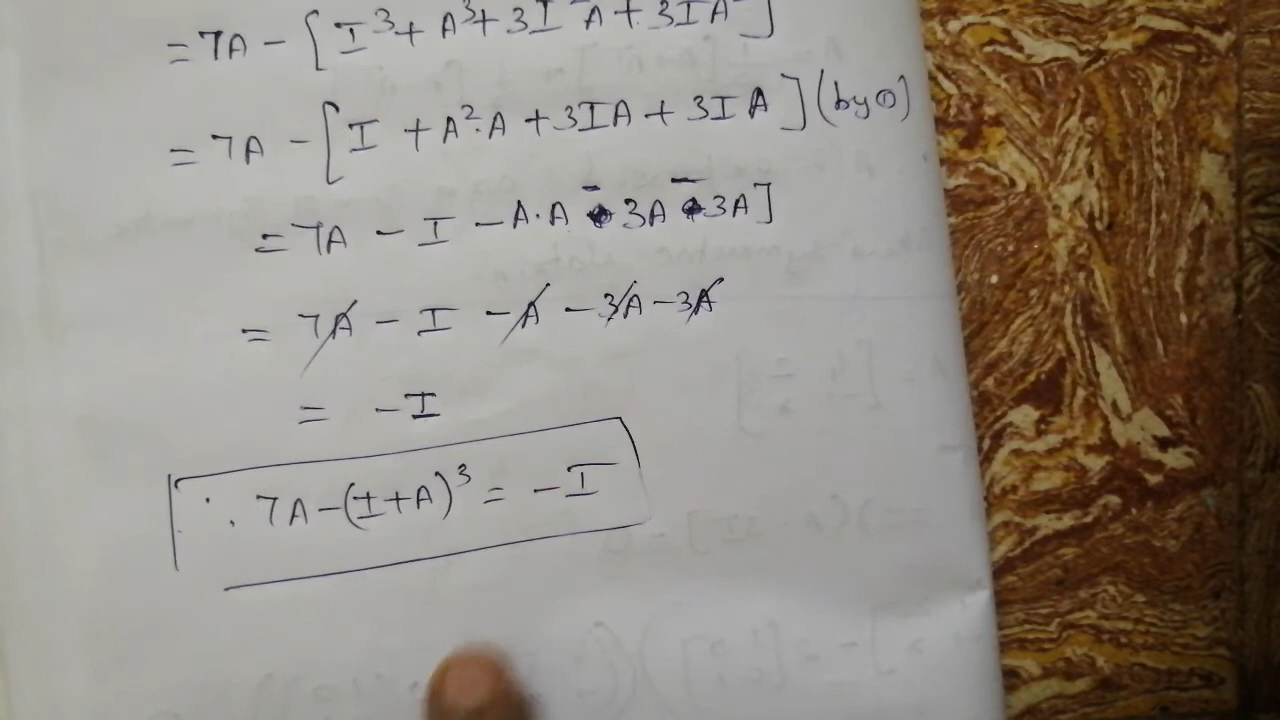 = 7A - [I³ + A³ + 3I²A + 3IA²]
= 7A - [I + A².A + 3IA + 3IA] (by ①)
= 7A - I - A.A - 3A - 3A]
= 7A - I - A - 3A - 3A
= -I
∴ 7A-(I+A)³ = -I